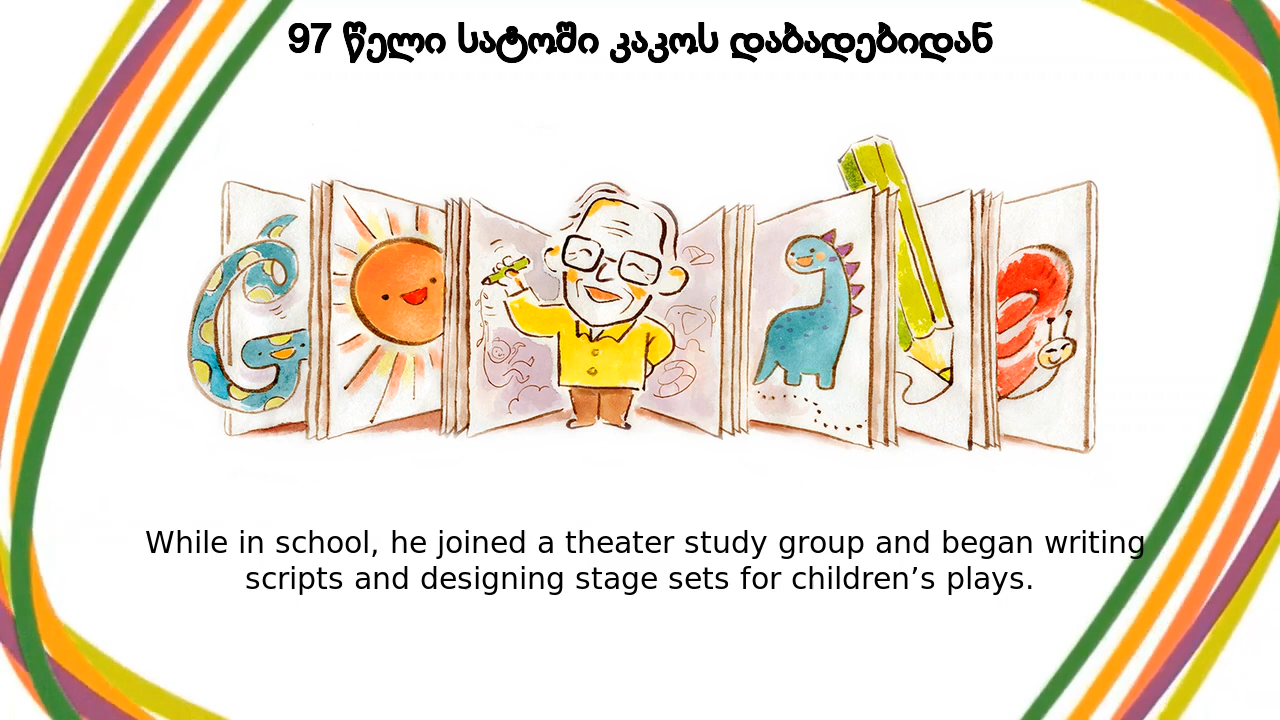 97 წელი სატოში კაკოს დაბადებიდან
While in school, he joined a theater study group and began writing
scripts and designing stage sets for children’s plays.